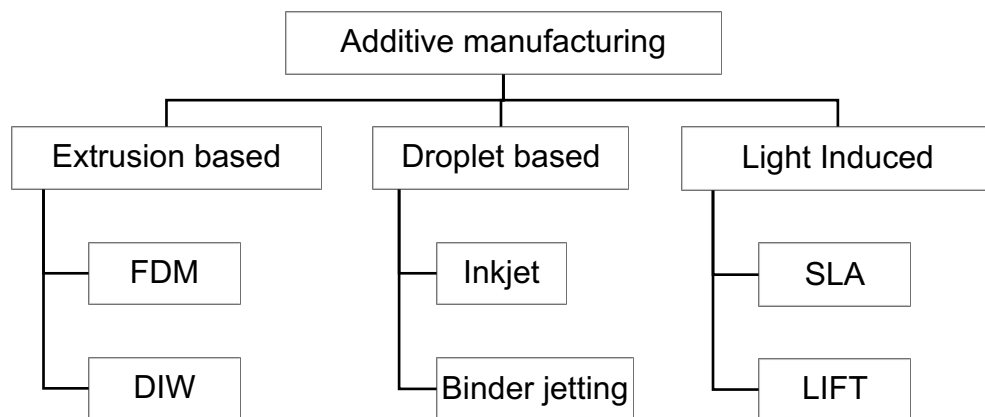 Additive manufacturing
Extrusion based
Droplet based
Light Induced
FDM
Inkjet
SLA
DIW
Binder jetting
LIFT